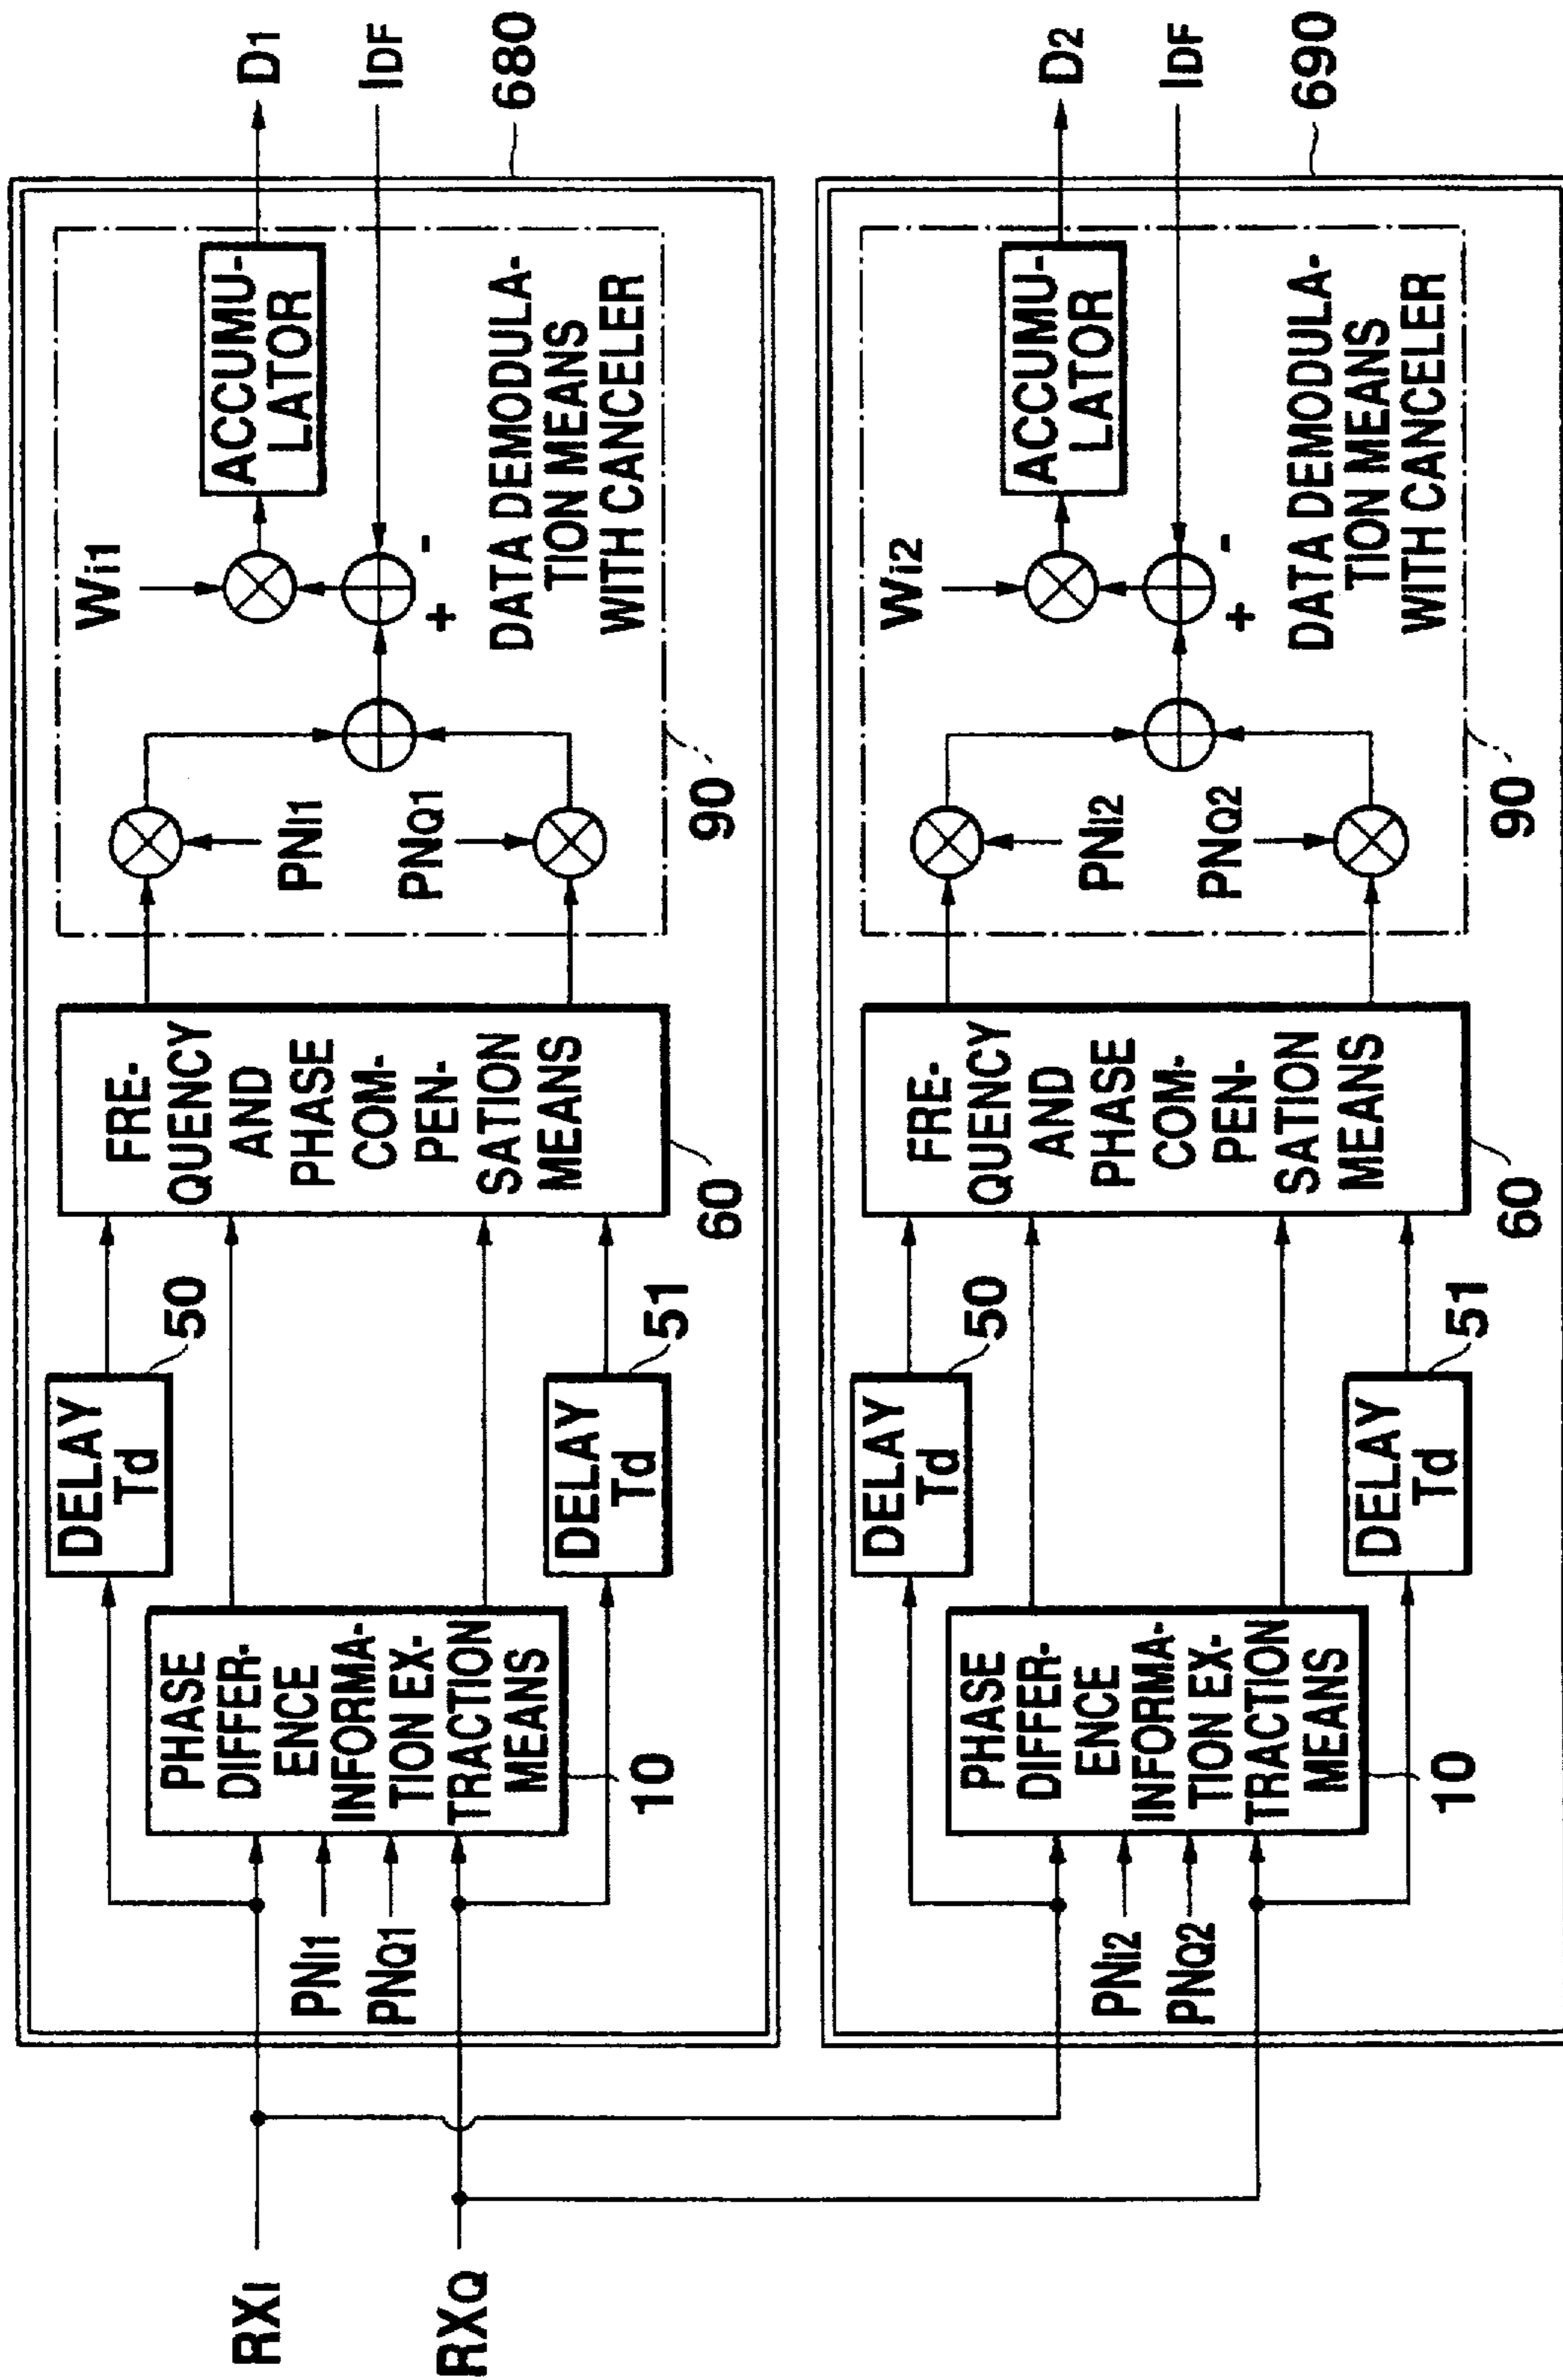 RXI
RXQ
PNI1
PNQ1
PHASE
DIFFER-
ENCE
INFORMA-
TION EX-
TRACTION
MEANS
10
DELAY
Td
50
DELAY
Td
51
FRE-
QUENCY
AND
PHASE
COM-
PEN-
SATION
MEANS
60
PNI1
PNQ1
90
Wi1
+
-
ACCUMU-
LATOR
DATA DEMODULA-
TION MEANS
WITH CANCELER
D1
IDF
680
PNI2
PNQ2
PHASE
DIFFER-
ENCE
INFORMA-
TION EX-
TRACTION
MEANS
10
DELAY
Td
50
DELAY
Td
51
FRE-
QUENCY
AND
PHASE
COM-
PEN-
SATION
MEANS
60
PNI2
PNQ2
90
Wi2
+
-
ACCUMU-
LATOR
DATA DEMODULA-
TION MEANS
WITH CANCELER
D2
IDF
690